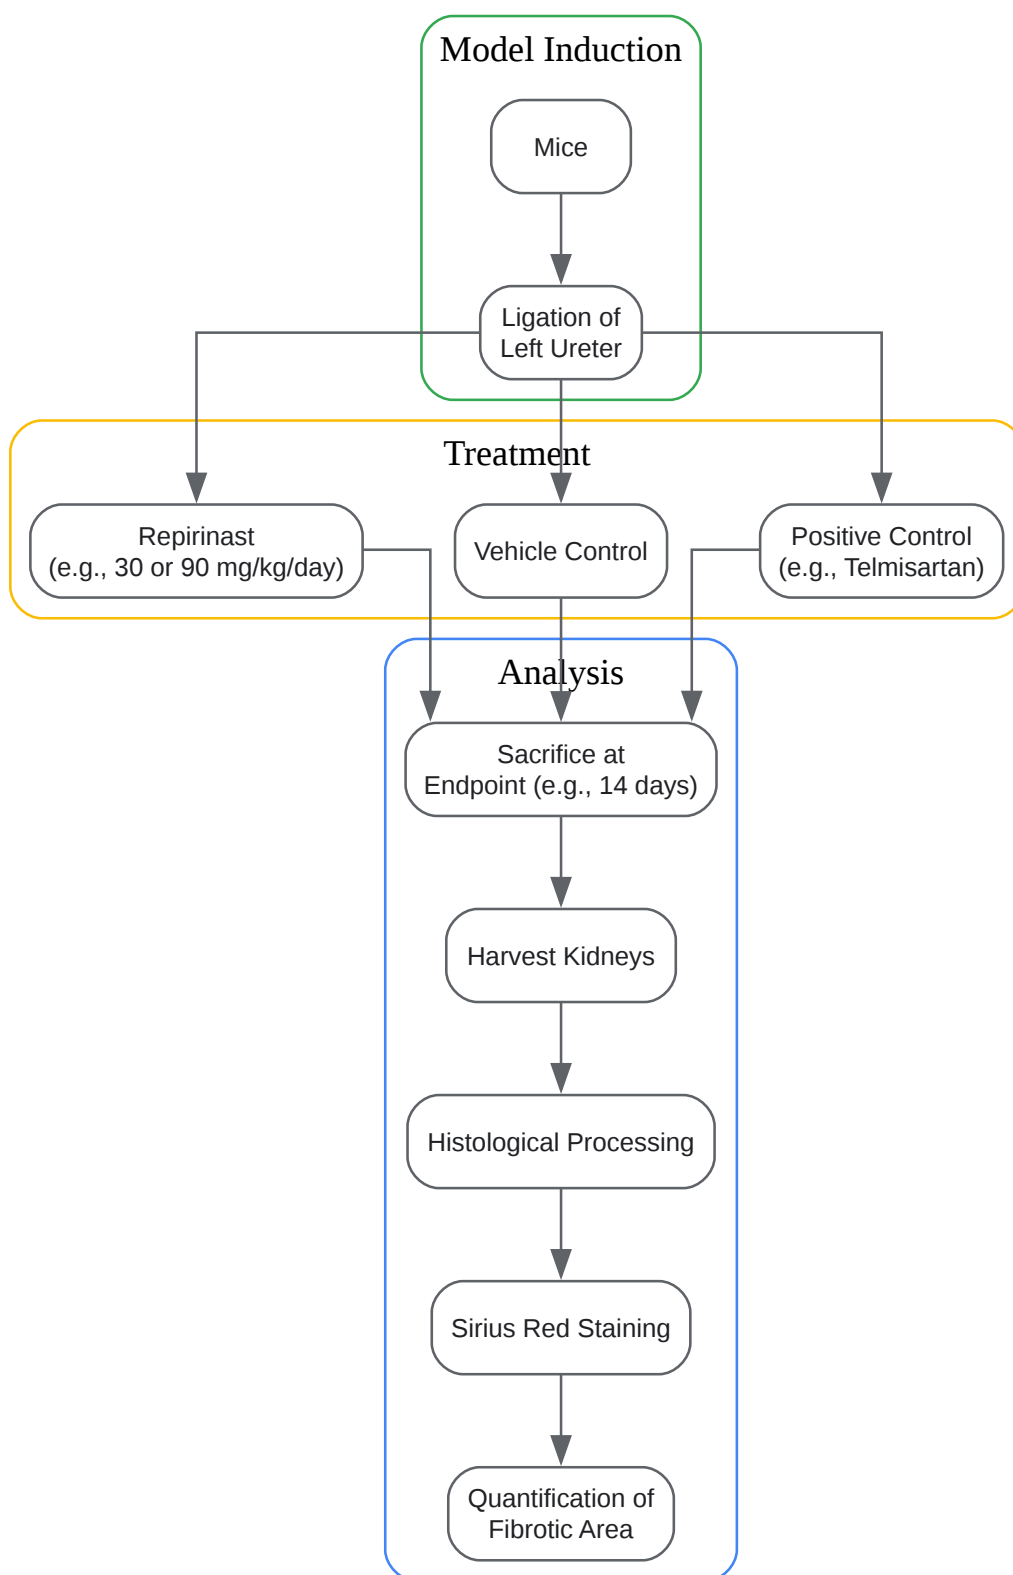 Model Induction
Mice
Ligation of
Left Ureter
Treatment
Repirinast
(e.g., 30 or 90 mg/kg/day)
Vehicle Control
Positive Control
(e.g., Telmisartan)
Analysis
Sacrifice at
Endpoint (e.g., 14 days)
Harvest Kidneys
Histological Processing
Sirius Red Staining
Quantification of
Fibrotic Area